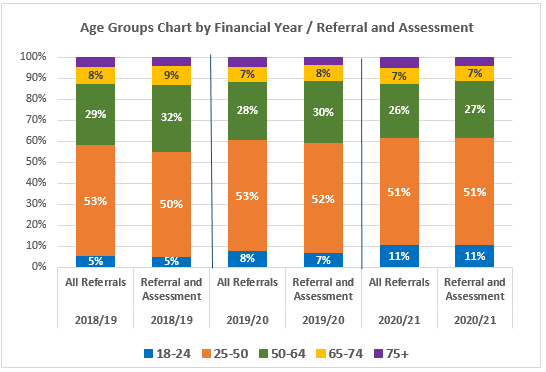 Age Groups Chart by Financial Year / Referral and Assessment
100%
90%
80%
70%
60%
50%
40%
30%
20%
10%
0%
8% 9% 7% 8% 7% 7%
29% 32% 28% 30% 26% 27%
53% 50% 53% 52% 51% 51%
5% 5% 8% 7% 11% 11%
All Referrals Referral and All Referrals Referral and All Referrals Referral and
Assessment Assessment Assessment
2018/19 2018/19 2019/20 2019/20 2020/21 2020/21
18-24 25-50 50-64 65-74 75+